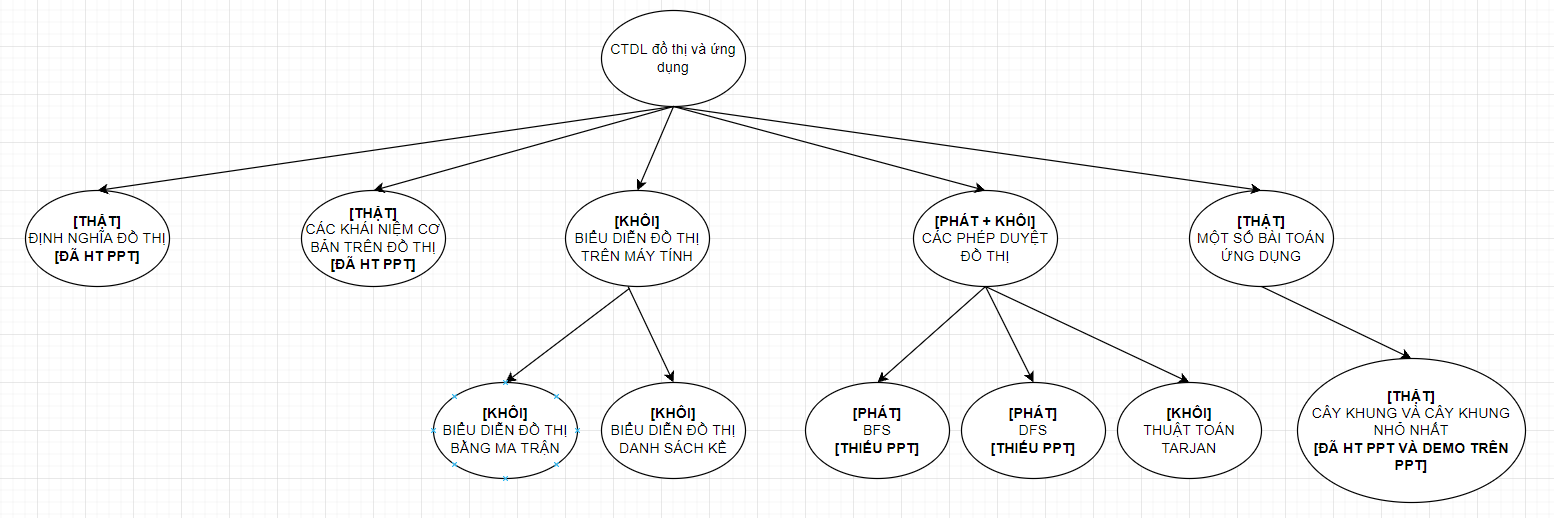 CTDL đồ thị và ứng
dụng
[THẬT]
ĐỊNH NGHĨA ĐỒ THỊ
[ĐÃ HT PPT]
[THẬT]
CÁC KHÁI NIỆM CƠ
BẢN TRÊN ĐỒ THỊ
[ĐÃ HT PPT]
[KHÔI]
BIỂU DIỄN ĐỒ THỊ
TRÊN MÁY TÍNH
[PHÁT + KHÔI]
CÁC PHÉP DUYỆT
ĐỒ THỊ
[THẬT]
MỘT SỐ BÀI TOÁN
ỨNG DỤNG
[KHÔI]
BIỂU DIỄN ĐỒ THỊ
BẰNG MA TRẬN
[KHÔI]
BIỂU DIỄN ĐỒ THỊ
DANH SÁCH KỀ
[PHÁT]
BFS
[THIẾU PPT]
[PHÁT]
DFS
[THIẾU PPT]
[KHÔI]
THUẬT TOÁN
TARJAN
[THẬT]
CÂY KHUNG VÀ CÂY KHUNG
NHỎ NHẤT
[ĐÃ HT PPT VÀ DEMO TRÊN
PPT]